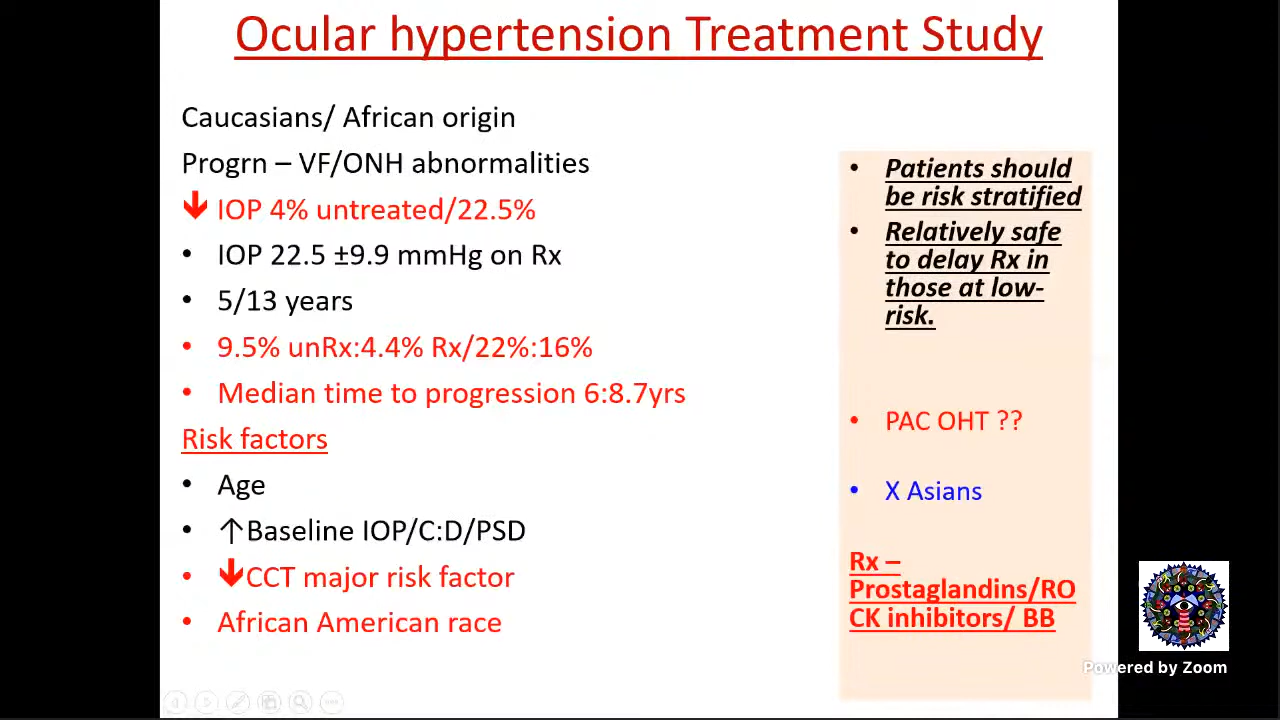 Ocular hypertension Treatment Study
Caucasians/ African origin
Progrn – VF/ONH abnormalities
🡻 IOP 4% untreated/22.5%
• IOP 22.5 ±9.9 mmHg on Rx
• 5/13 years
• 9.5% unRx:4.4% Rx/22%:16%
• Median time to progression 6:8.7yrs
Risk factors
• Age
• ↑Baseline IOP/C:D/PSD
• 🡻CCT major risk factor
• African American race
• Patients should
be risk stratified
• Relatively safe
to delay Rx in
those at low-
risk.
• PAC OHT ??
• X Asians
Rx –
Prostaglandins/RO
CK inhibitors/ BB
Powered by Zoom